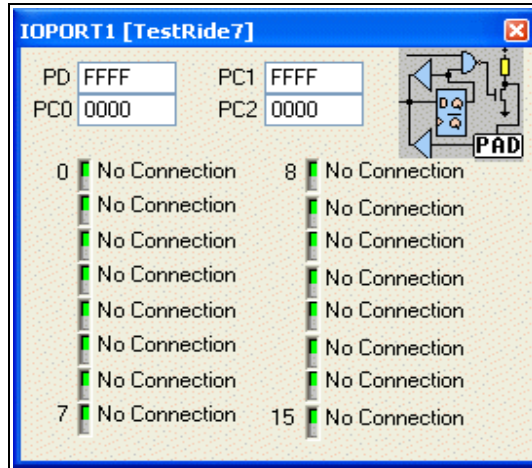 IOPORT1 [TestRide7]
PD FFFF PC1 FFFF
PC0 0000 PC2 0000
D Q
Q
PAD
0 No Connection 8 No Connection
No Connection No Connection
No Connection No Connection
No Connection No Connection
No Connection No Connection
No Connection No Connection
No Connection No Connection
7 No Connection 15 No Connection